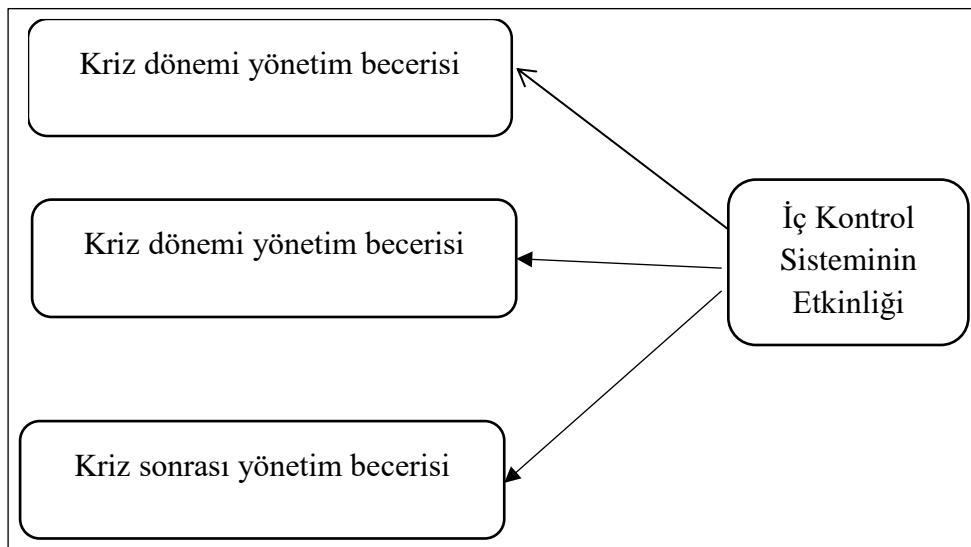 Kriz dönemi yönetim becerisi
Kriz dönemi yönetim becerisi
Kriz sonrası yönetim becerisi
İç Kontrol
Sisteminin
Etkinliği